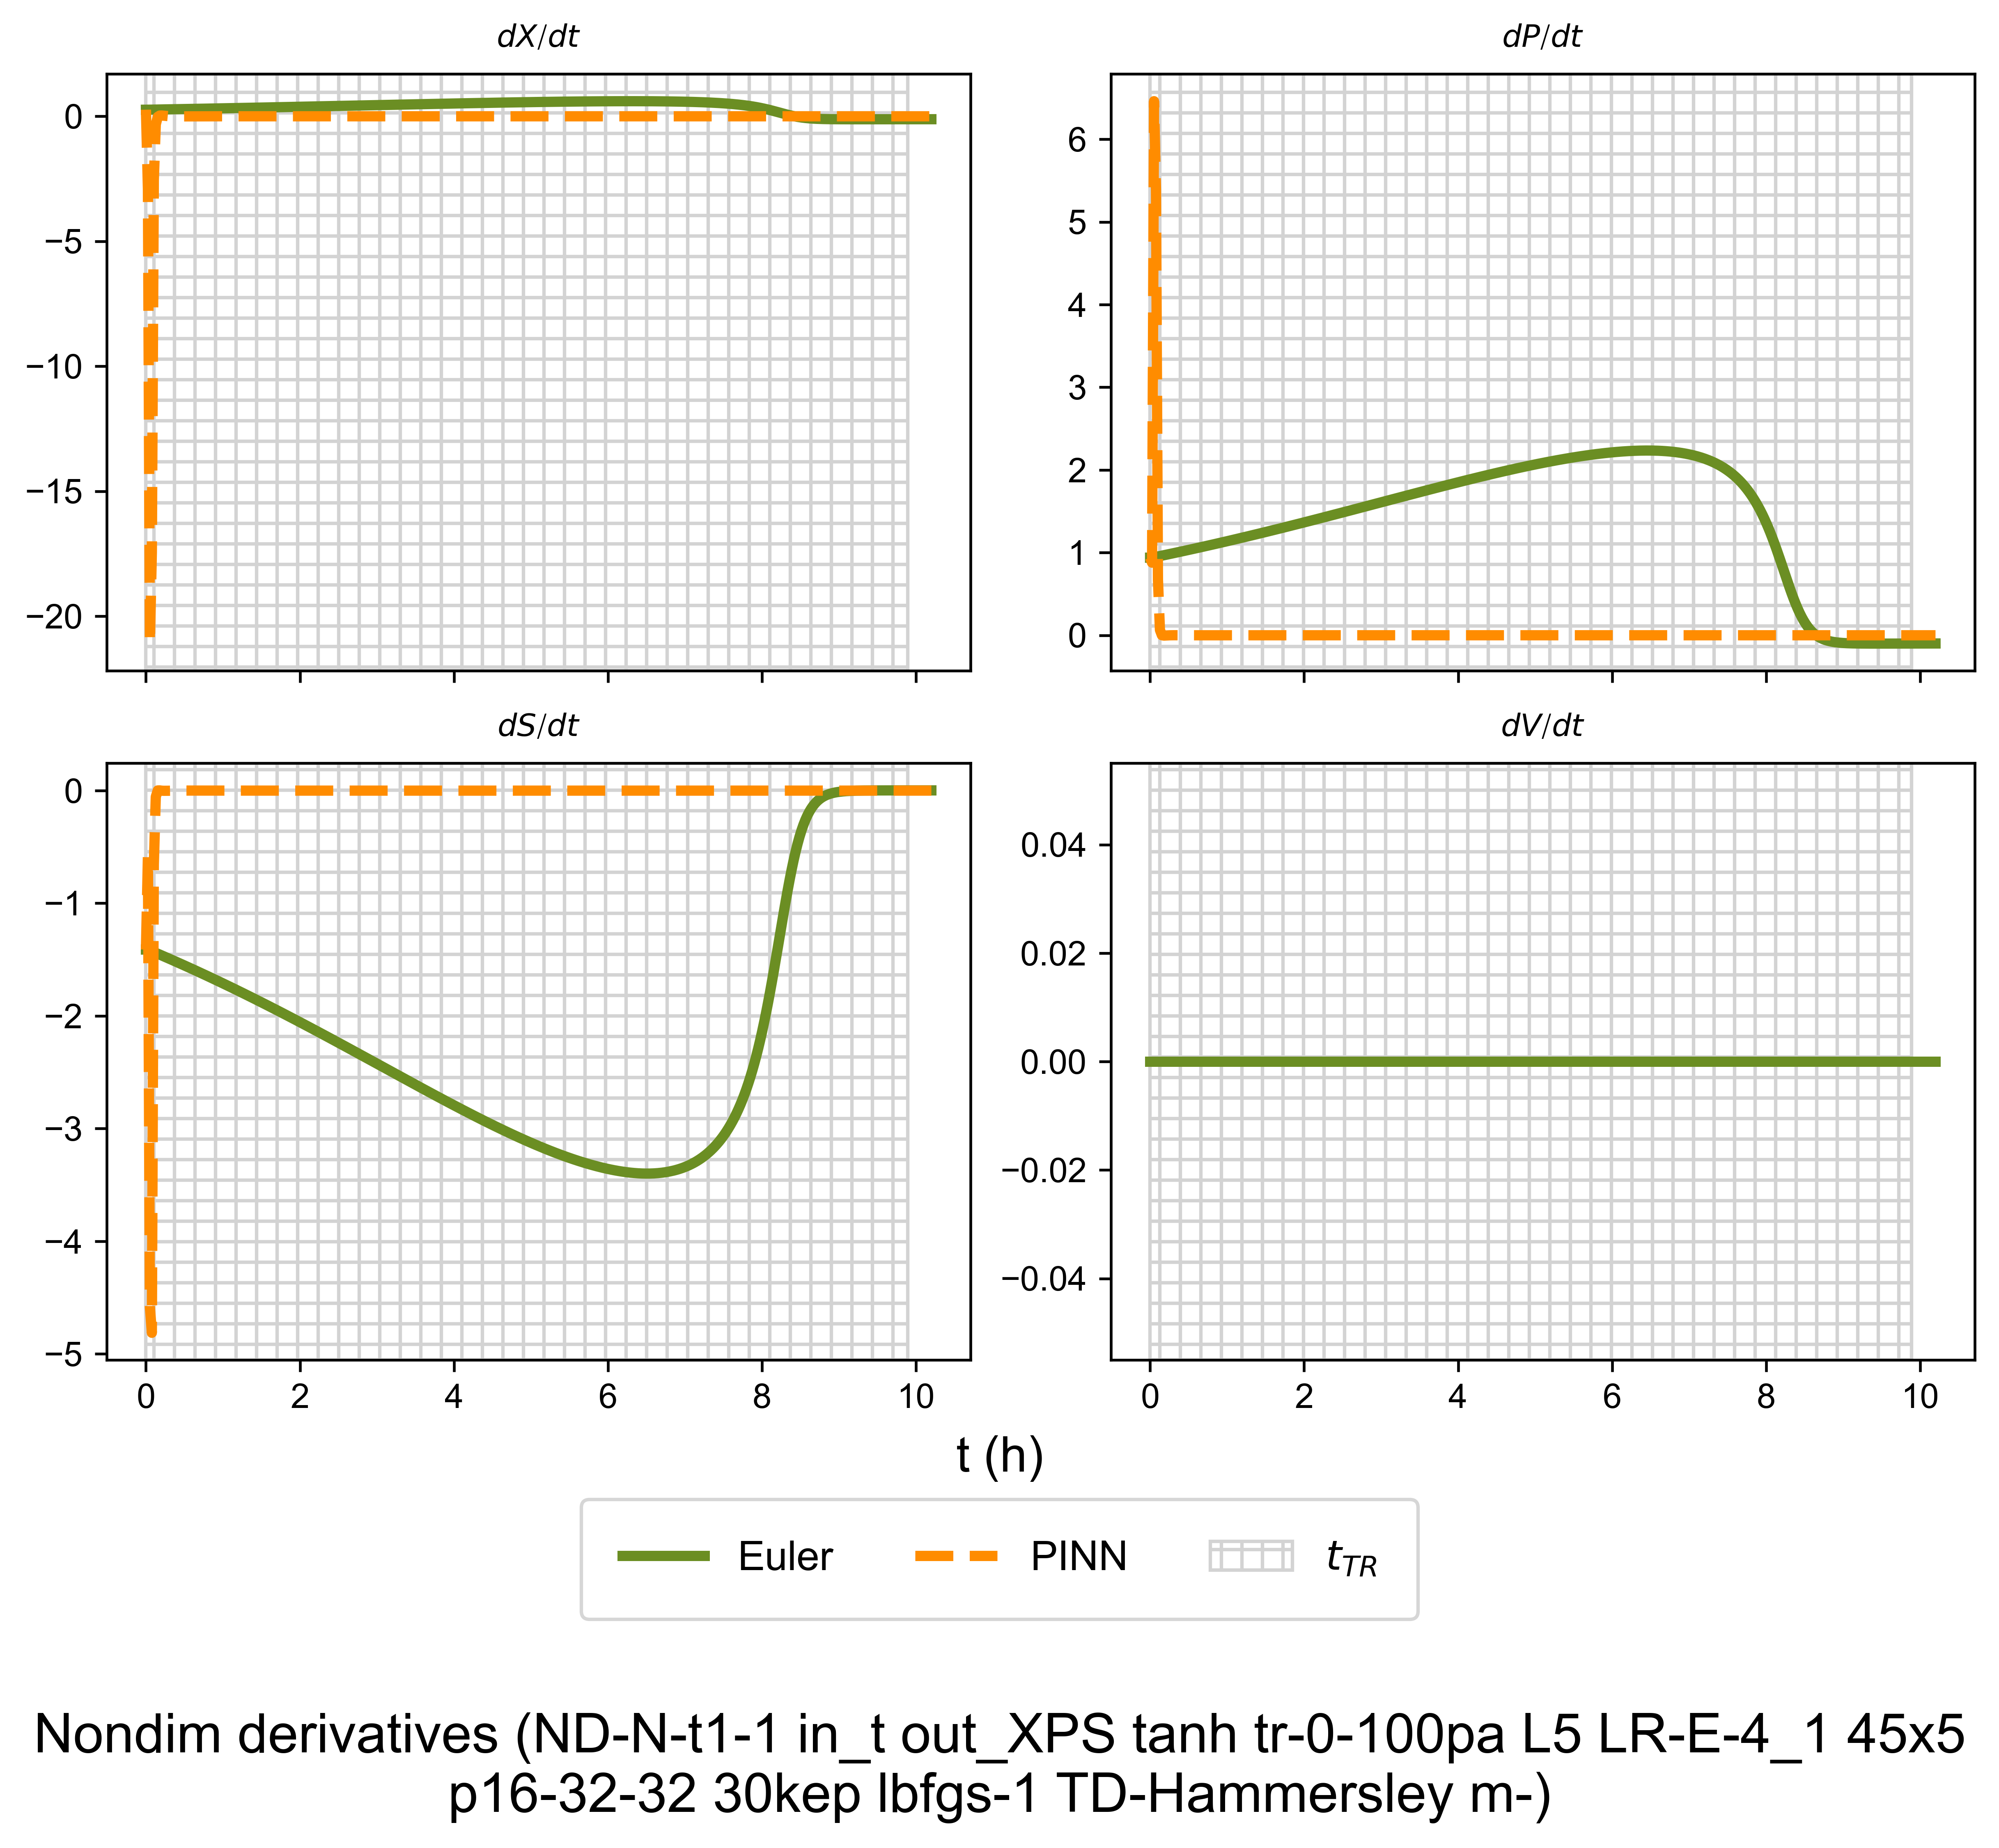 dX/dt
dP/dt
0
−5
−10
−15
−20
6
5
4
3
2
1
0
dS/dt
dV/dt
0
−1
−2
−3
−4
−5
0.04
0.02
0.00
−0.02
−0.04
0 2 4 6 8 10
0 2 4 6 8 10
t (h)
Euler PINN t_TR
Nondim derivatives (ND-N-t1-1 in_t out_XPS tanh tr-0-100pa L5 LR-E-4_1 45x5
p16-32-32 30kep lbfgs-1 TD-Hammersley m-)